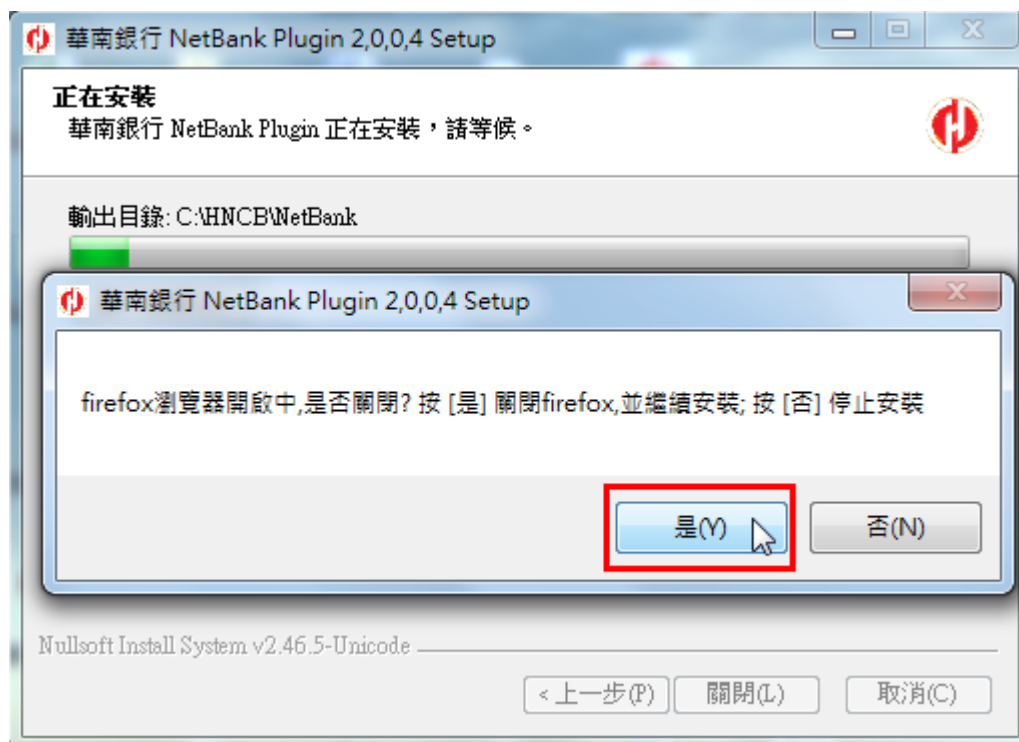 華南銀行 NetBank Plugin 2,0,0,4 Setup
正在安裝
華南銀行 NetBank Plugin 正在安裝，請等候。
輸出目錄: C:\HNCB\NetBank
華南銀行 NetBank Plugin 2,0,0,4 Setup
firefox瀏覽器開啟中,是否關閉? 按 [是] 關閉firefox,並繼續安裝; 按 [否] 停止安裝
是(Y)
否(N)
Nullsoft Install System v2.46.5-Unicode
< 上一步(P)
關閉(L)
取消(C)